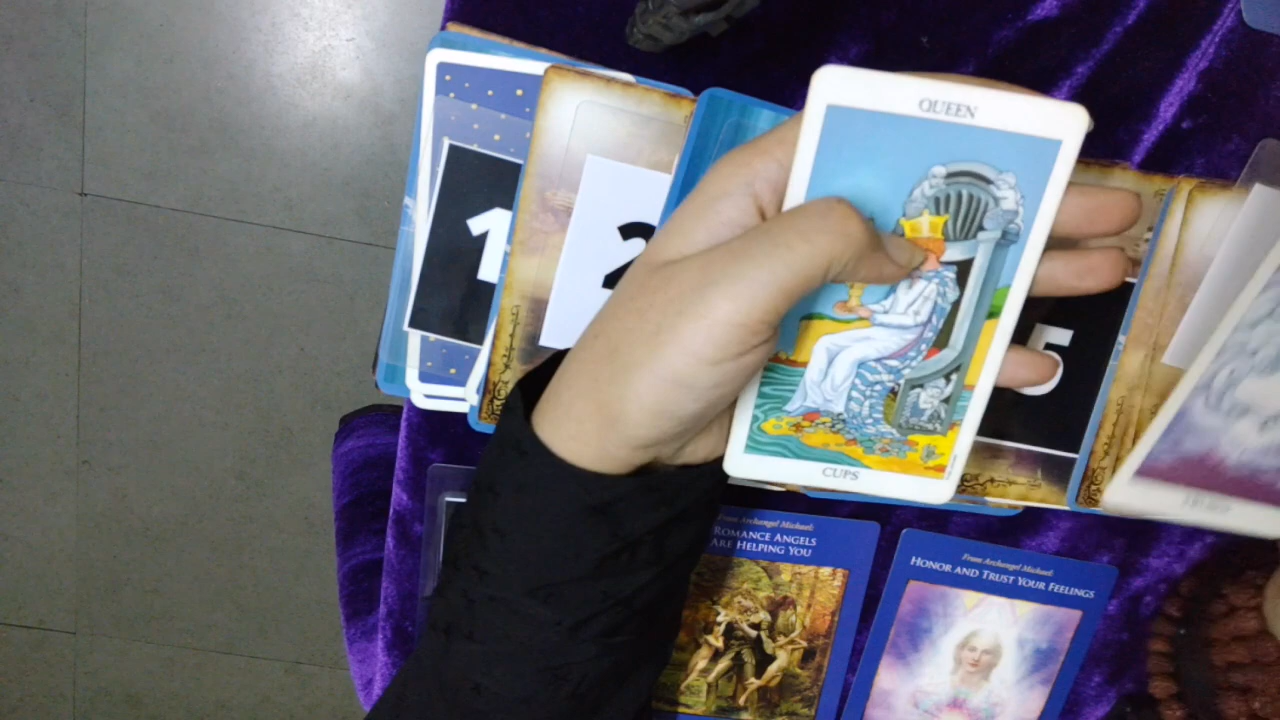 QUEEN
1
2
5
CUPS
From Archangel Michael:
ROMANCE ANGELS
ARE HELPING YOU
From Archangel Michael:
HONOR AND TRUST YOUR FEELINGS